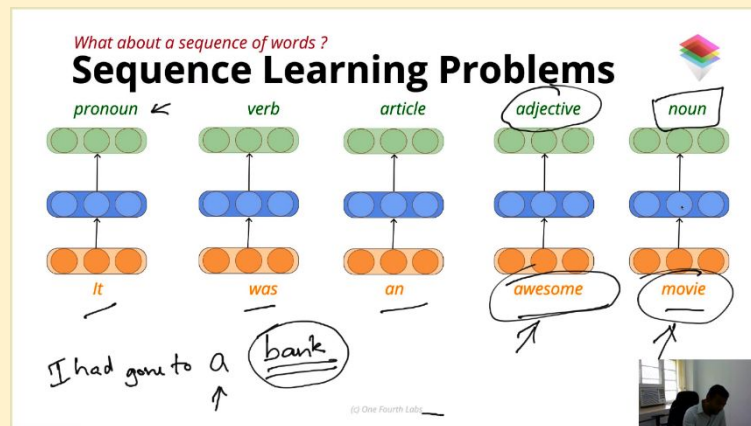 What about a sequence of words ?
Sequence Learning Problems
pronoun verb article adjective noun
It was an awesome movie
I had gone to a bank
(c) One Fourth Labs